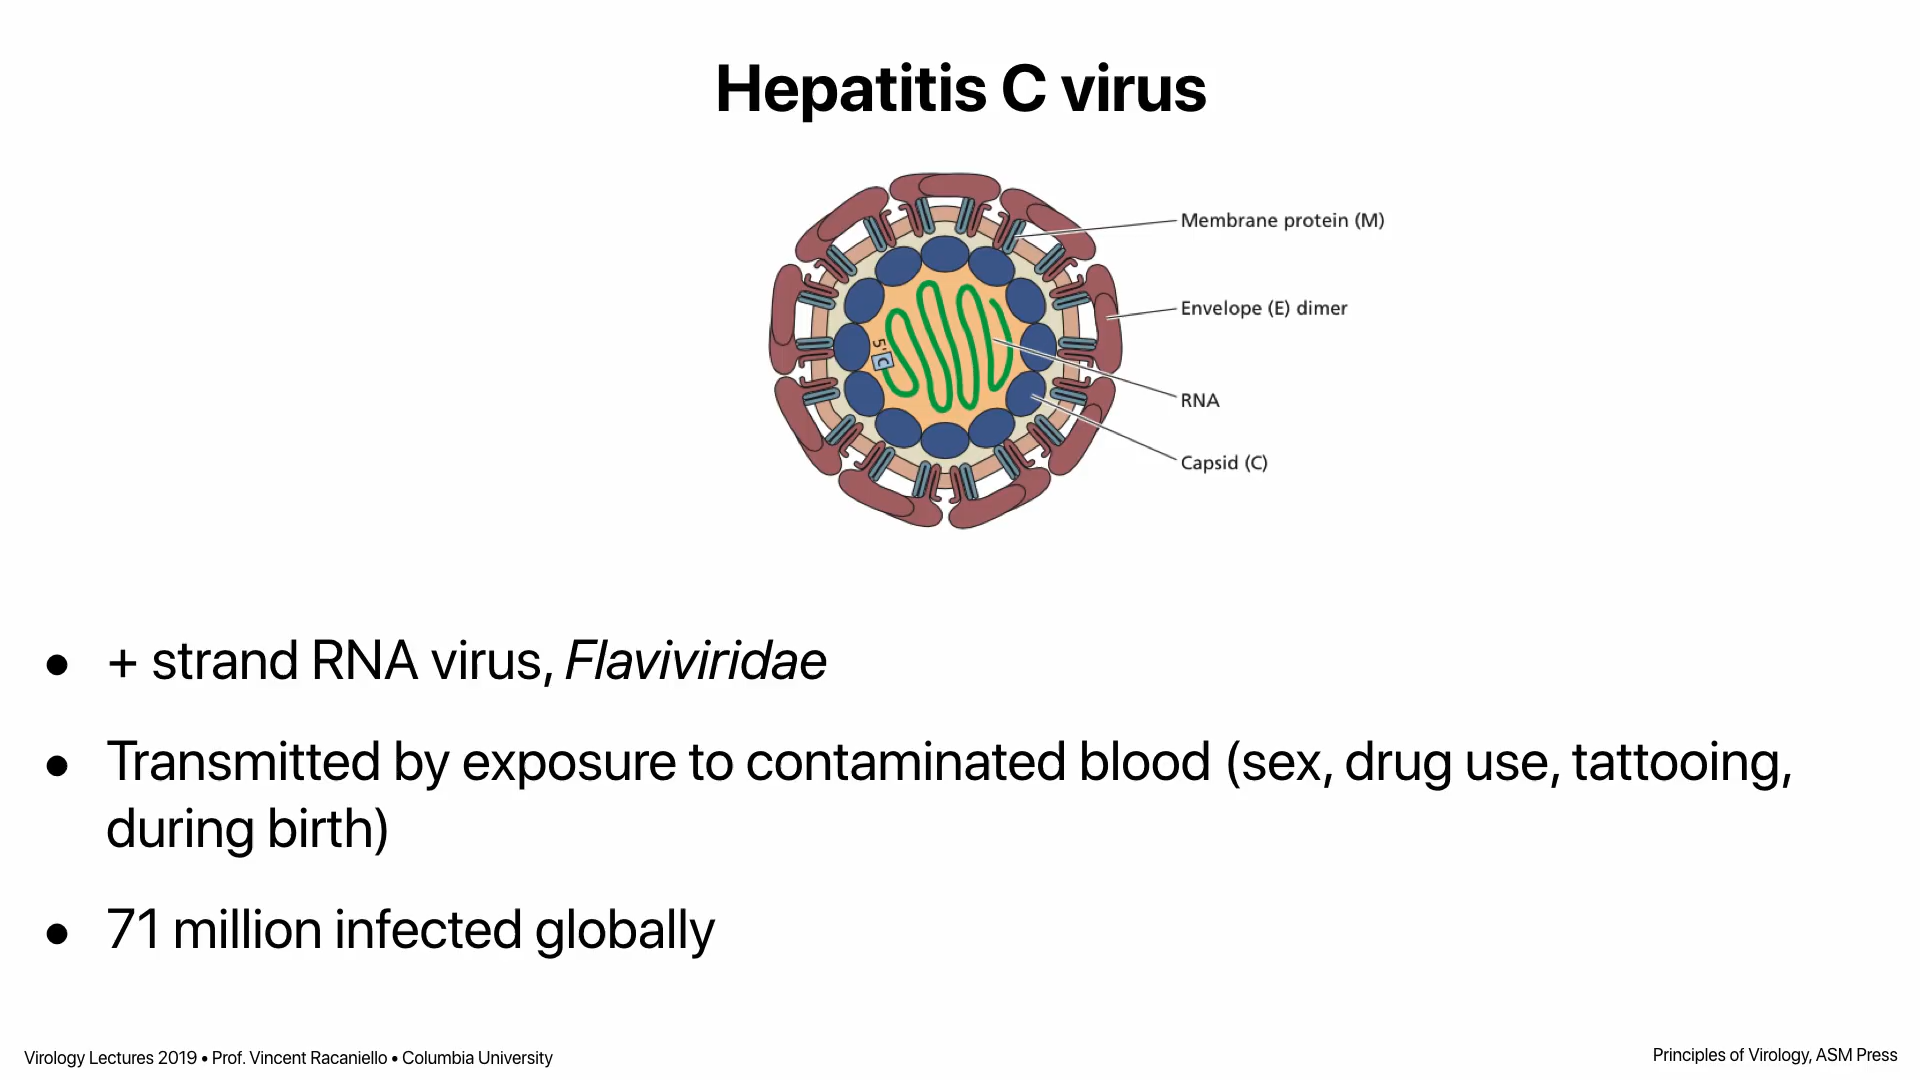 Hepatitis C virus
Membrane protein (M)
Envelope (E) dimer
5'
C
RNA
Capsid (C)
● + strand RNA virus, Flaviviridae
● Transmitted by exposure to contaminated blood (sex, drug use, tattooing,
during birth)
● 71 million infected globally
Virology Lectures 2019 • Prof. Vincent Racaniello • Columbia University
Principles of Virology, ASM Press